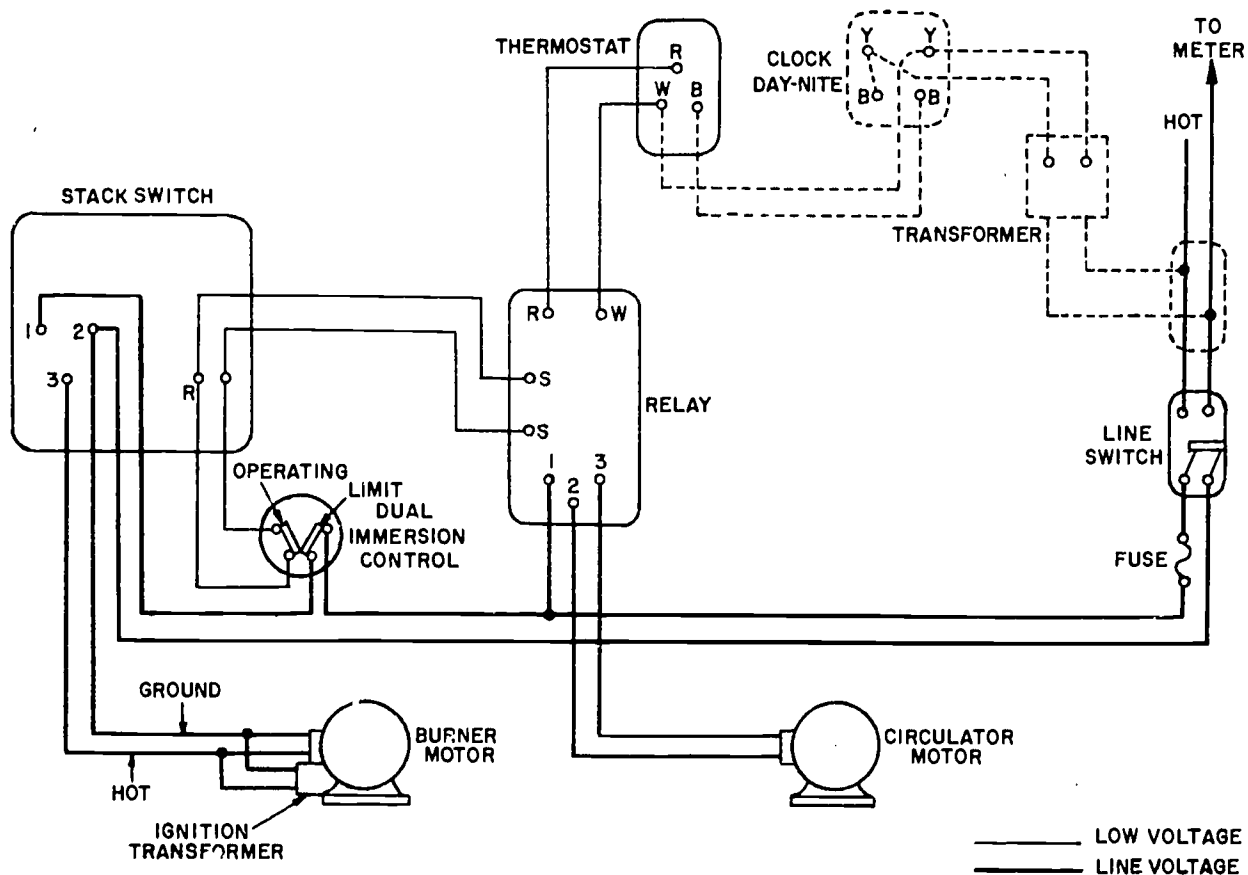 TO
METER
THERMOSTAT
R
W B
CLOCK
DAY-NITE
Y Y
B B
HOT
STACK SWITCH
TRANSFORMER
1 2
3
R
R W
S
S
RELAY
1 2 3
LINE
SWITCH
OPERATING
LIMIT
DUAL
IMMERSION
CONTROL
FUSE
GROUND
BURNER
MOTOR
CIRCULATOR
MOTOR
HOT
IGNITION
TRANSFORMER
LOW VOLTAGE
LINE VOLTAGE